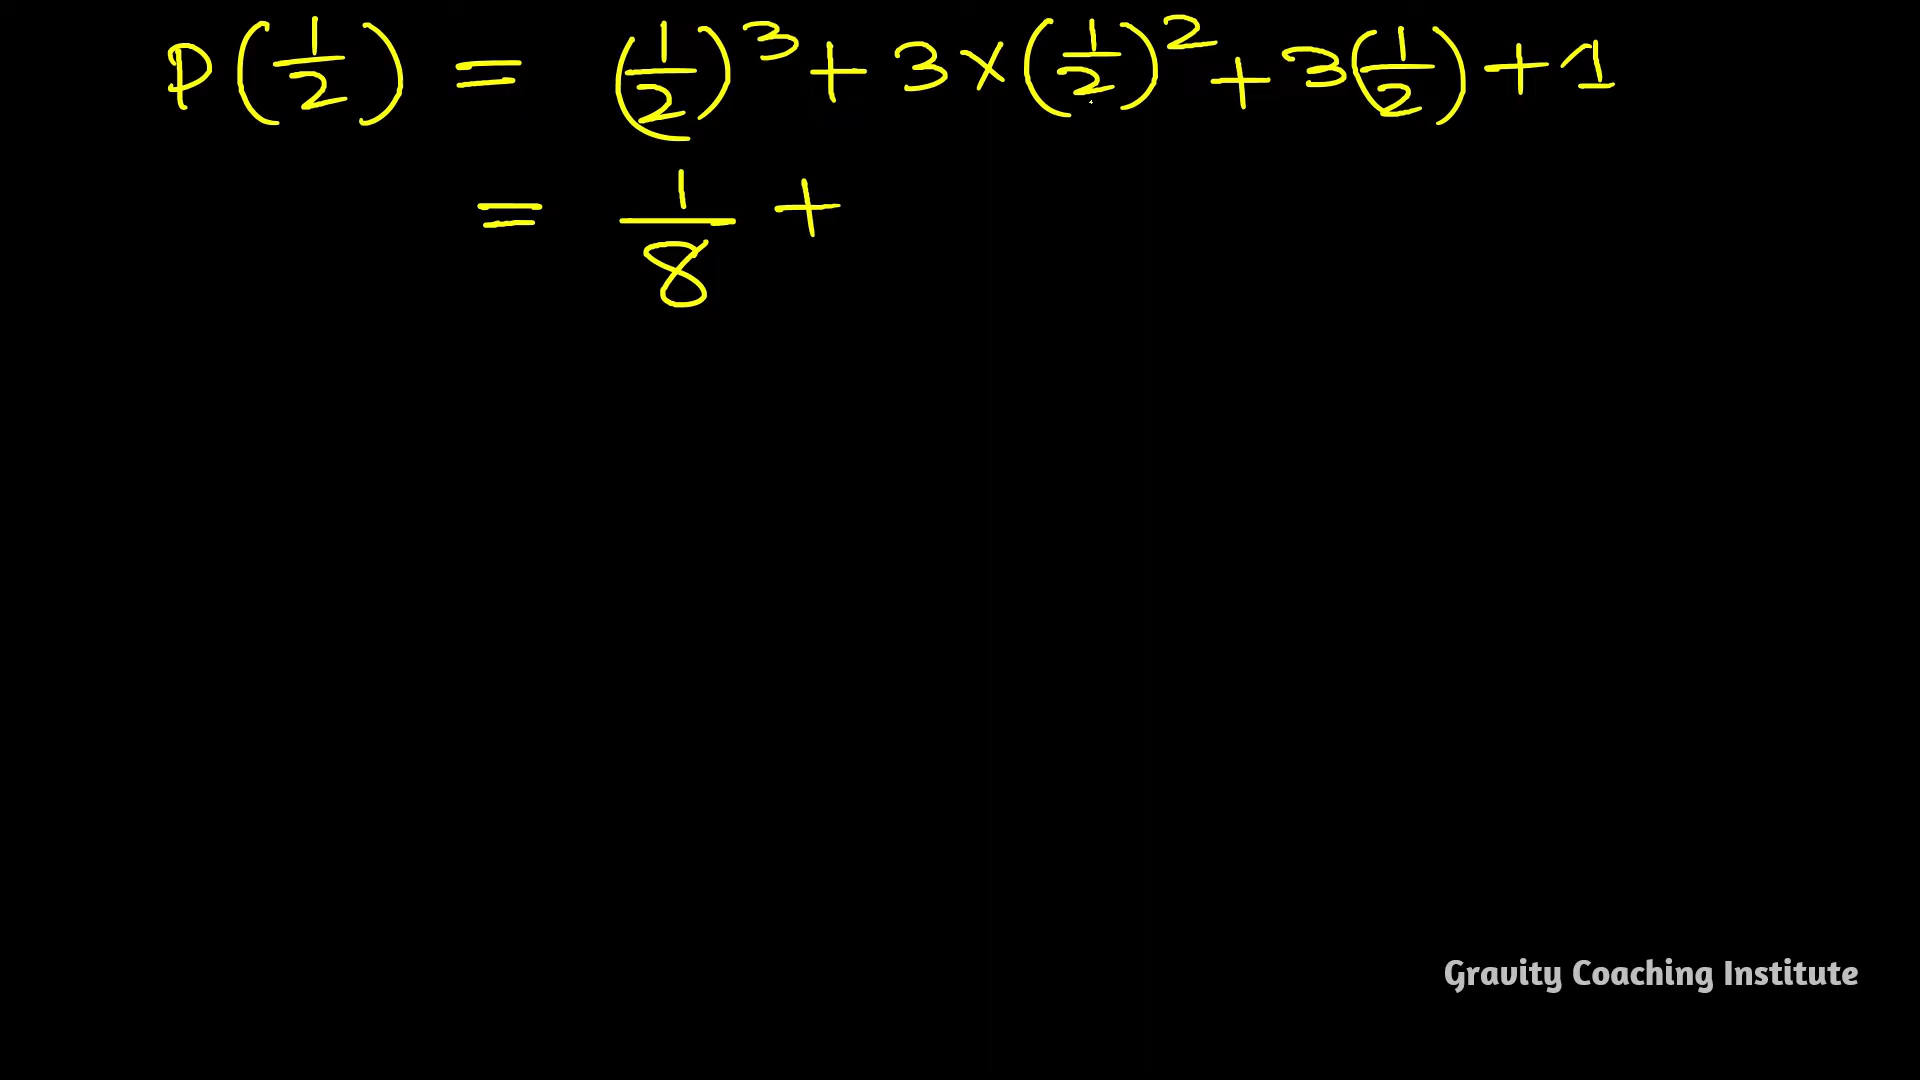 P(1/2) = (1/2)³ + 3×(1/2)² + 3(1/2) + 1
= 1/8 +
Gravity Coaching Institute